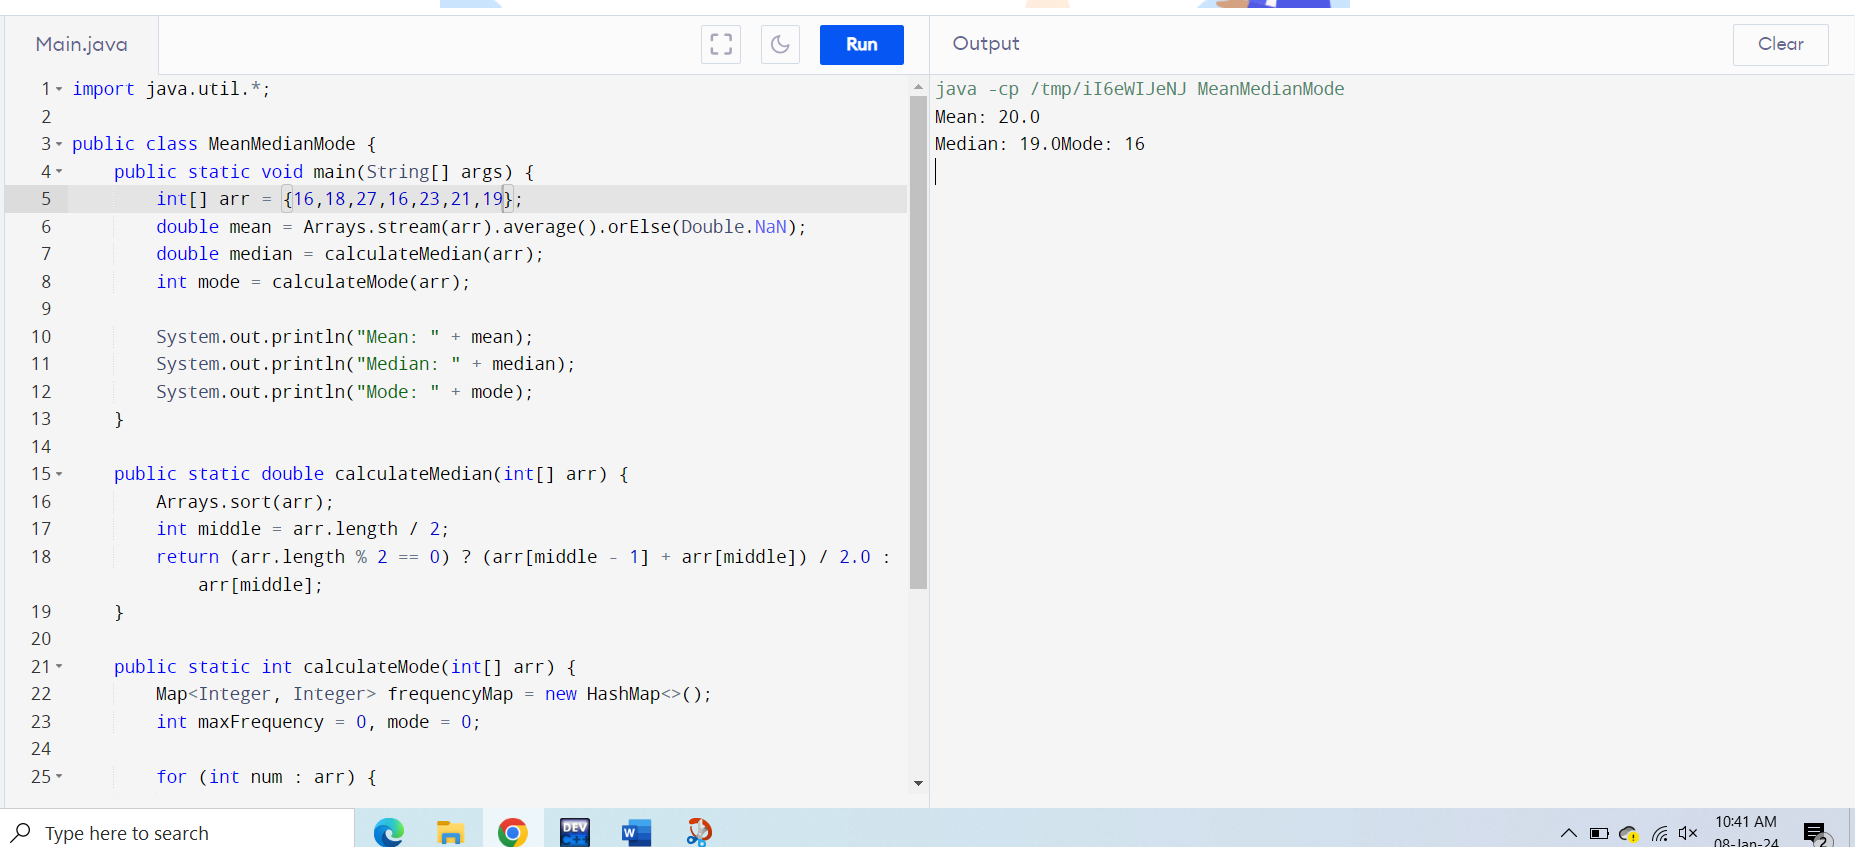 Main.java
Run
1 import java.util.*;
2
3 public class MeanMedianMode {
4 public static void main(String[] args) {
5 int[] arr = {16,18,27,16,23,21,19};
6 double mean = Arrays.stream(arr).average().orElse(Double.NaN);
7 double median = calculateMedian(arr);
8 int mode = calculateMode(arr);
9
10 System.out.println("Mean: " + mean);
11 System.out.println("Median: " + median);
12 System.out.println("Mode: " + mode);
13 }
14
15 public static double calculateMedian(int[] arr) {
16 Arrays.sort(arr);
17 int middle = arr.length / 2;
18 return (arr.length % 2 == 0) ? (arr[middle - 1] + arr[middle]) / 2.0 :
arr[middle];
19 }
20
21 public static int calculateMode(int[] arr) {
22 Map<Integer, Integer> frequencyMap = new HashMap<>();
23 int maxFrequency = 0, mode = 0;
24
25 for (int num : arr) {
Output
Clear
java -cp /tmp/iI6eWIJeNJ MeanMedianMode
Mean: 20.0
Median: 19.0Mode: 16
Type here to search
DEV
C++
W
10:41 AM
08-Jan-24
2